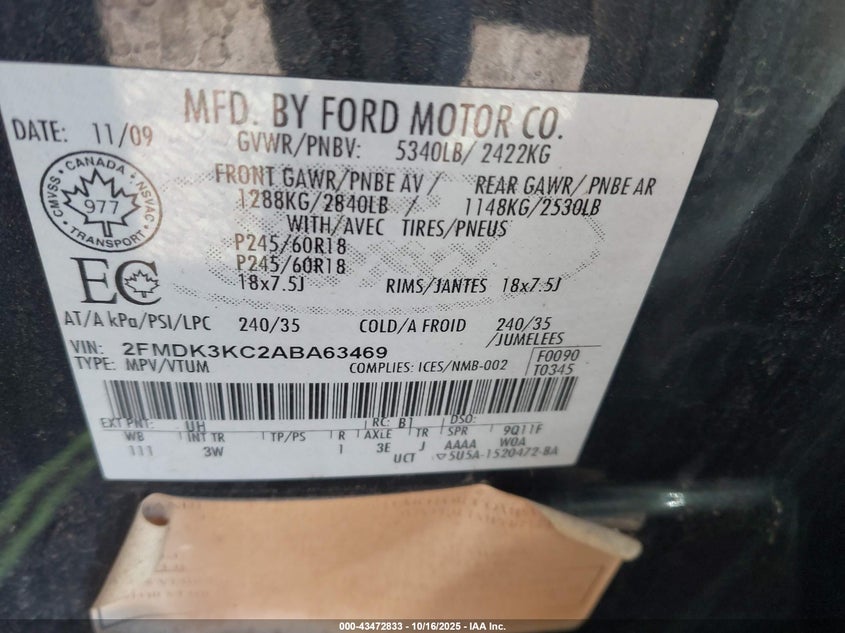 MFD. BY FORD MOTOR CO.
DATE: 11/09
GVWR/PNBV: 5340LB/ 2422KG
CMVSS CANADA NSVAC
977
TRANSPORT
FRONT GAWR/PNBE AV / REAR GAWR/ PNBE AR
1288KG/2840LB / 1148KG/2530LB
WITH/AVEC TIRES/PNEUS
P245/60R18
P245/60R18
EC
18x7.5J RIMS/JANTES 18x7.5J
AT/A kPa/PSI/LPC 240/35 COLD/A FROID 240/35
/JUMELEES
VIN: 2FMDK3KC2ABA63469
TYPE: MPV/VTUM COMPLIES: ICES/NMB-002
F0090
T0345
EXT PNT: UH RC: B1 DSO:
WB INT TR TP/PS R AXLE TR SPR 9Q11F
111 3W 1 3E J AAAA W0A
UCT 5U5A-1520472-BA
000-43472833 - 10/16/2025 - IAA Inc.